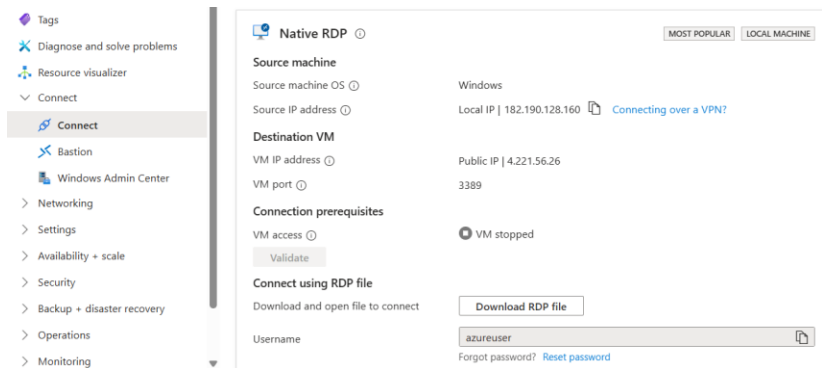 Tags
Diagnose and solve problems
Resource visualizer
Connect
Connect
Bastion
Windows Admin Center
Networking
Settings
Availability + scale
Security
Backup + disaster recovery
Operations
Monitoring
Native RDP
MOST POPULAR LOCAL MACHINE
Source machine
Source machine OS Windows
Source IP address Local IP | 182.190.128.160 Connecting over a VPN?
Destination VM
VM IP address Public IP | 4.221.56.26
VM port 3389
Connection prerequisites
VM access VM stopped
Validate
Connect using RDP file
Download and open file to connect Download RDP file
Username azureuser
Forgot password? Reset password